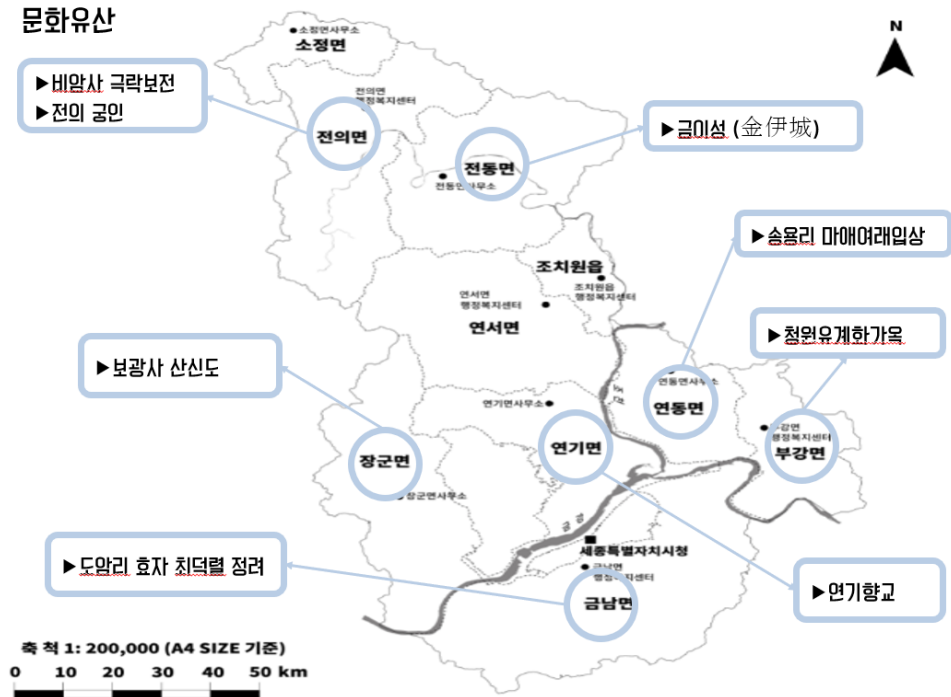 문화유산
N
소정면사무소
소정면
▶비암사 극락보전
▶전의 궁인
전의면
행정복지센터
전의면
▶금이성 (金伊城)
전동면
전동면사무소
▶송용리 마애여래입상
조치원읍
조치원읍
행정복지센터
연서면
행정복지센터
연서면
▶청원유계화가옥
▶보광사 산신도
연동면사무소
연동면
연기면사무소
연기면
부강면
행정복지센터
부강면
장군면
장군면사무소
금강
세종특별자치시청
▶도암리 효자 최덕렬 정려
금남면
행정복지센터
금남면
▶연기향교
축 척 1: 200,000 (A4 SIZE 기준)
0 10 20 30 40 50 km